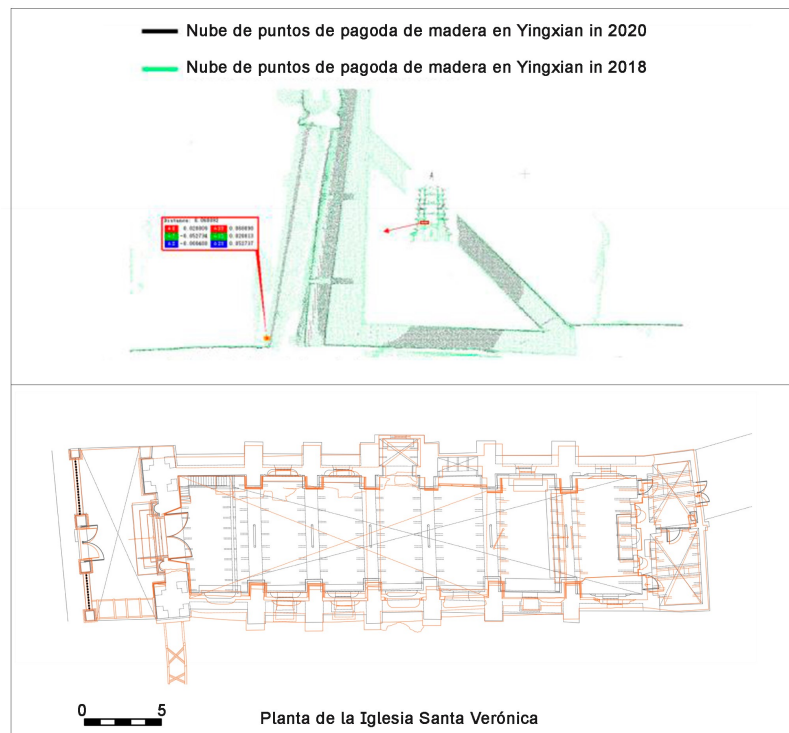 Nube de puntos de pagoda de madera en Yingxian in 2020
Nube de puntos de pagoda de madera en Yingxian in 2018
0 5
Planta de la Iglesia Santa Verónica